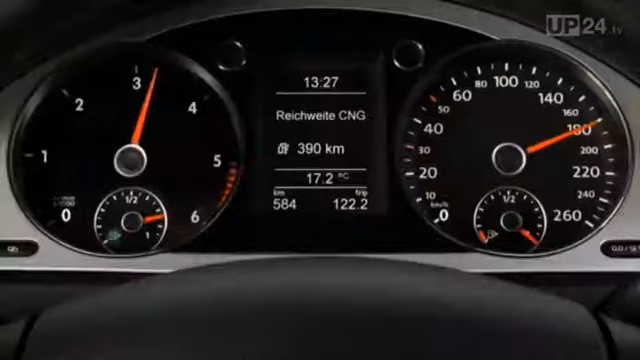 UP24.tv
13:27
Reichweite CNG
390 km
17.2 °C
km trip
584 122.2
0 1 2 3 4 5 6
1/2 1
0 10 20 30 40 50 60 80 100 120 140 160 180 200 220 240 260
km/h
1/2